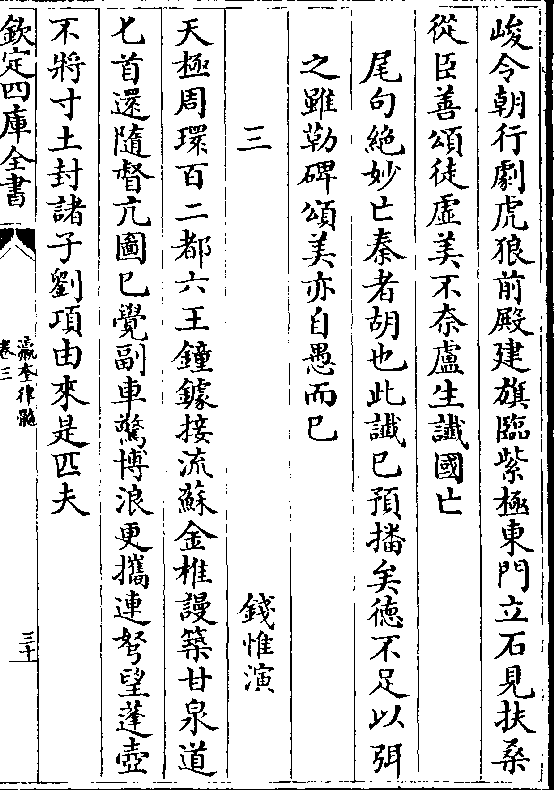 峻令朝行劇虎狼前殿建旗臨紫極東門立石見扶桑
從臣善頌徒虛美不奈盧生讖國亡
尾句絶妙亡秦者胡也此讖已預播矣徳不足以弭
之雖勒碑頌美亦自愚而已
三 錢惟演
天極周環百二都六王鐘鐻接流蘇金椎謾築甘泉道
匕首還隨督亢圖已覺副車驚博浪更攜連弩望蓬壺
不將寸土封諸子劉項由來是匹夫
欽定四庫全書
瀛奎律髓
卷三
三十